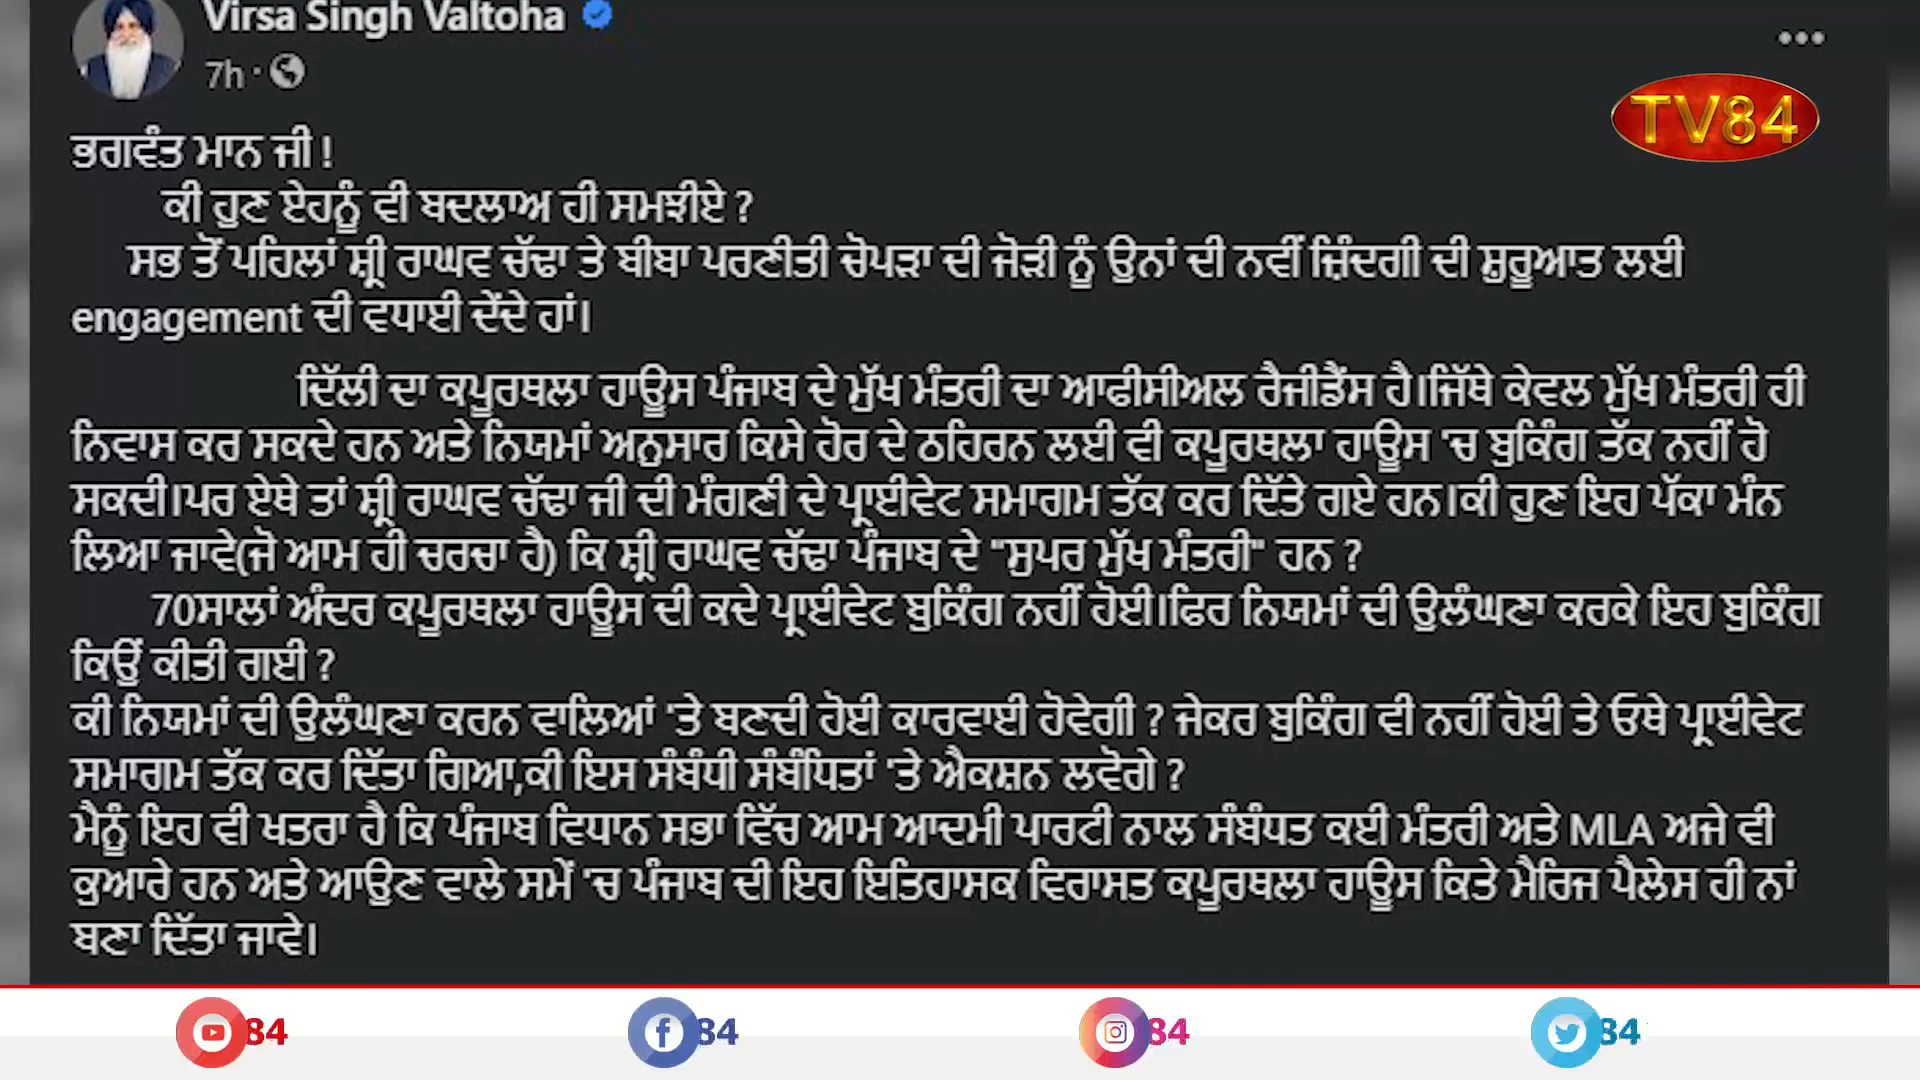 Virsa Singh Valtoha
7h ·
TV84
ਭਗਵੰਤ ਮਾਨ ਜੀ !
ਕੀ ਹੁਣ ਏਹਨੂੰ ਵੀ ਬਦਲਾਅ ਹੀ ਸਮਝੀਏ ?
ਸਭ ਤੋਂ ਪਹਿਲਾਂ ਸ਼੍ਰੀ ਰਾਘਵ ਚੱਢਾ ਤੇ ਬੀਬਾ ਪਰਣੀਤੀ ਚੋਪੜਾ ਦੀ ਜੋੜੀ ਨੂੰ ਉਨਾਂ ਦੀ ਨਵੀਂ ਜ਼ਿੰਦਗੀ ਦੀ ਸ਼ੁਰੂਆਤ ਲਈ
engagement ਦੀ ਵਧਾਈ ਦੇਂਦੇ ਹਾਂ।
ਦਿੱਲੀ ਦਾ ਕਪੂਰਥਲਾ ਹਾਊਸ ਪੰਜਾਬ ਦੇ ਮੁੱਖ ਮੰਤਰੀ ਦਾ ਆਫੀਸੀਅਲ ਰੈਜੀਡੈਂਸ ਹੈ।ਜਿੱਥੇ ਕੇਵਲ ਮੁੱਖ ਮੰਤਰੀ ਹੀ
ਨਿਵਾਸ ਕਰ ਸਕਦੇ ਹਨ ਅਤੇ ਨਿਯਮਾਂ ਅਨੁਸਾਰ ਕਿਸੇ ਹੋਰ ਦੇ ਠਹਿਰਨ ਲਈ ਵੀ ਕਪੂਰਥਲਾ ਹਾਊਸ 'ਚ ਬੁਕਿੰਗ ਤੱਕ ਨਹੀਂ ਹੋ
ਸਕਦੀ।ਪਰ ਏਥੇ ਤਾਂ ਸ਼੍ਰੀ ਰਾਘਵ ਚੱਢਾ ਜੀ ਦੀ ਮੰਗਣੀ ਦੇ ਪ੍ਰਾਈਵੇਟ ਸਮਾਗਮ ਤੱਕ ਕਰ ਦਿੱਤੇ ਗਏ ਹਨ।ਕੀ ਹੁਣ ਇਹ ਪੱਕਾ ਮੰਨ
ਲਿਆ ਜਾਵੇ(ਜੋ ਆਮ ਹੀ ਚਰਚਾ ਹੈ) ਕਿ ਸ਼੍ਰੀ ਰਾਘਵ ਚੱਢਾ ਪੰਜਾਬ ਦੇ "ਸੁਪਰ ਮੁੱਖ ਮੰਤਰੀ" ਹਨ ?
70ਸਾਲਾਂ ਅੰਦਰ ਕਪੂਰਥਲਾ ਹਾਊਸ ਦੀ ਕਦੇ ਪ੍ਰਾਈਵੇਟ ਬੁਕਿੰਗ ਨਹੀਂ ਹੋਈ।ਫਿਰ ਨਿਯਮਾਂ ਦੀ ਉਲੰਘਣਾ ਕਰਕੇ ਇਹ ਬੁਕਿੰਗ
ਕਿਉਂ ਕੀਤੀ ਗਈ ?
ਕੀ ਨਿਯਮਾਂ ਦੀ ਉਲੰਘਣਾ ਕਰਨ ਵਾਲਿਆਂ 'ਤੇ ਬਣਦੀ ਹੋਈ ਕਾਰਵਾਈ ਹੋਵੇਗੀ ? ਜੇਕਰ ਬੁਕਿੰਗ ਵੀ ਨਹੀਂ ਹੋਈ ਤੇ ਓਥੇ ਪ੍ਰਾਈਵੇਟ
ਸਮਾਗਮ ਤੱਕ ਕਰ ਦਿੱਤਾ ਗਿਆ,ਕੀ ਇਸ ਸੰਬੰਧੀ ਸੰਬੰਧਿਤਾਂ 'ਤੇ ਐਕਸ਼ਨ ਲਵੋਗੇ ?
ਮੈਨੂੰ ਇਹ ਵੀ ਖਤਰਾ ਹੈ ਕਿ ਪੰਜਾਬ ਵਿਧਾਨ ਸਭਾ ਵਿੱਚ ਆਮ ਆਦਮੀ ਪਾਰਟੀ ਨਾਲ ਸੰਬੰਧਤ ਕਈ ਮੰਤਰੀ ਅਤੇ MLA ਅਜੇ ਵੀ
ਕੁਆਰੇ ਹਨ ਅਤੇ ਆਉਣ ਵਾਲੇ ਸਮੇਂ 'ਚ ਪੰਜਾਬ ਦੀ ਇਹ ਇਤਿਹਾਸਕ ਵਿਰਾਸਤ ਕਪੂਰਥਲਾ ਹਾਊਸ ਕਿਤੇ ਮੈਰਿਜ ਪੈਲੇਸ ਹੀ ਨਾਂ
ਬਣਾ ਦਿੱਤਾ ਜਾਵੇ।
84 84 84 84